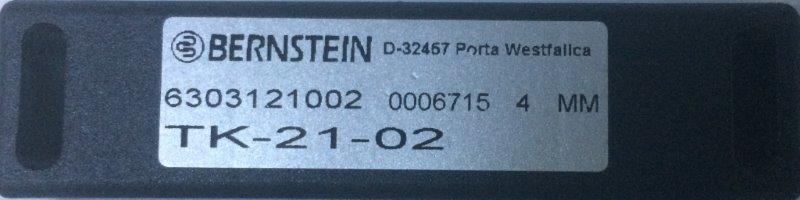 BERNSTEIN D-32457 Porta Westfalica
6303121002 0006715 4 MM
TK-21-02